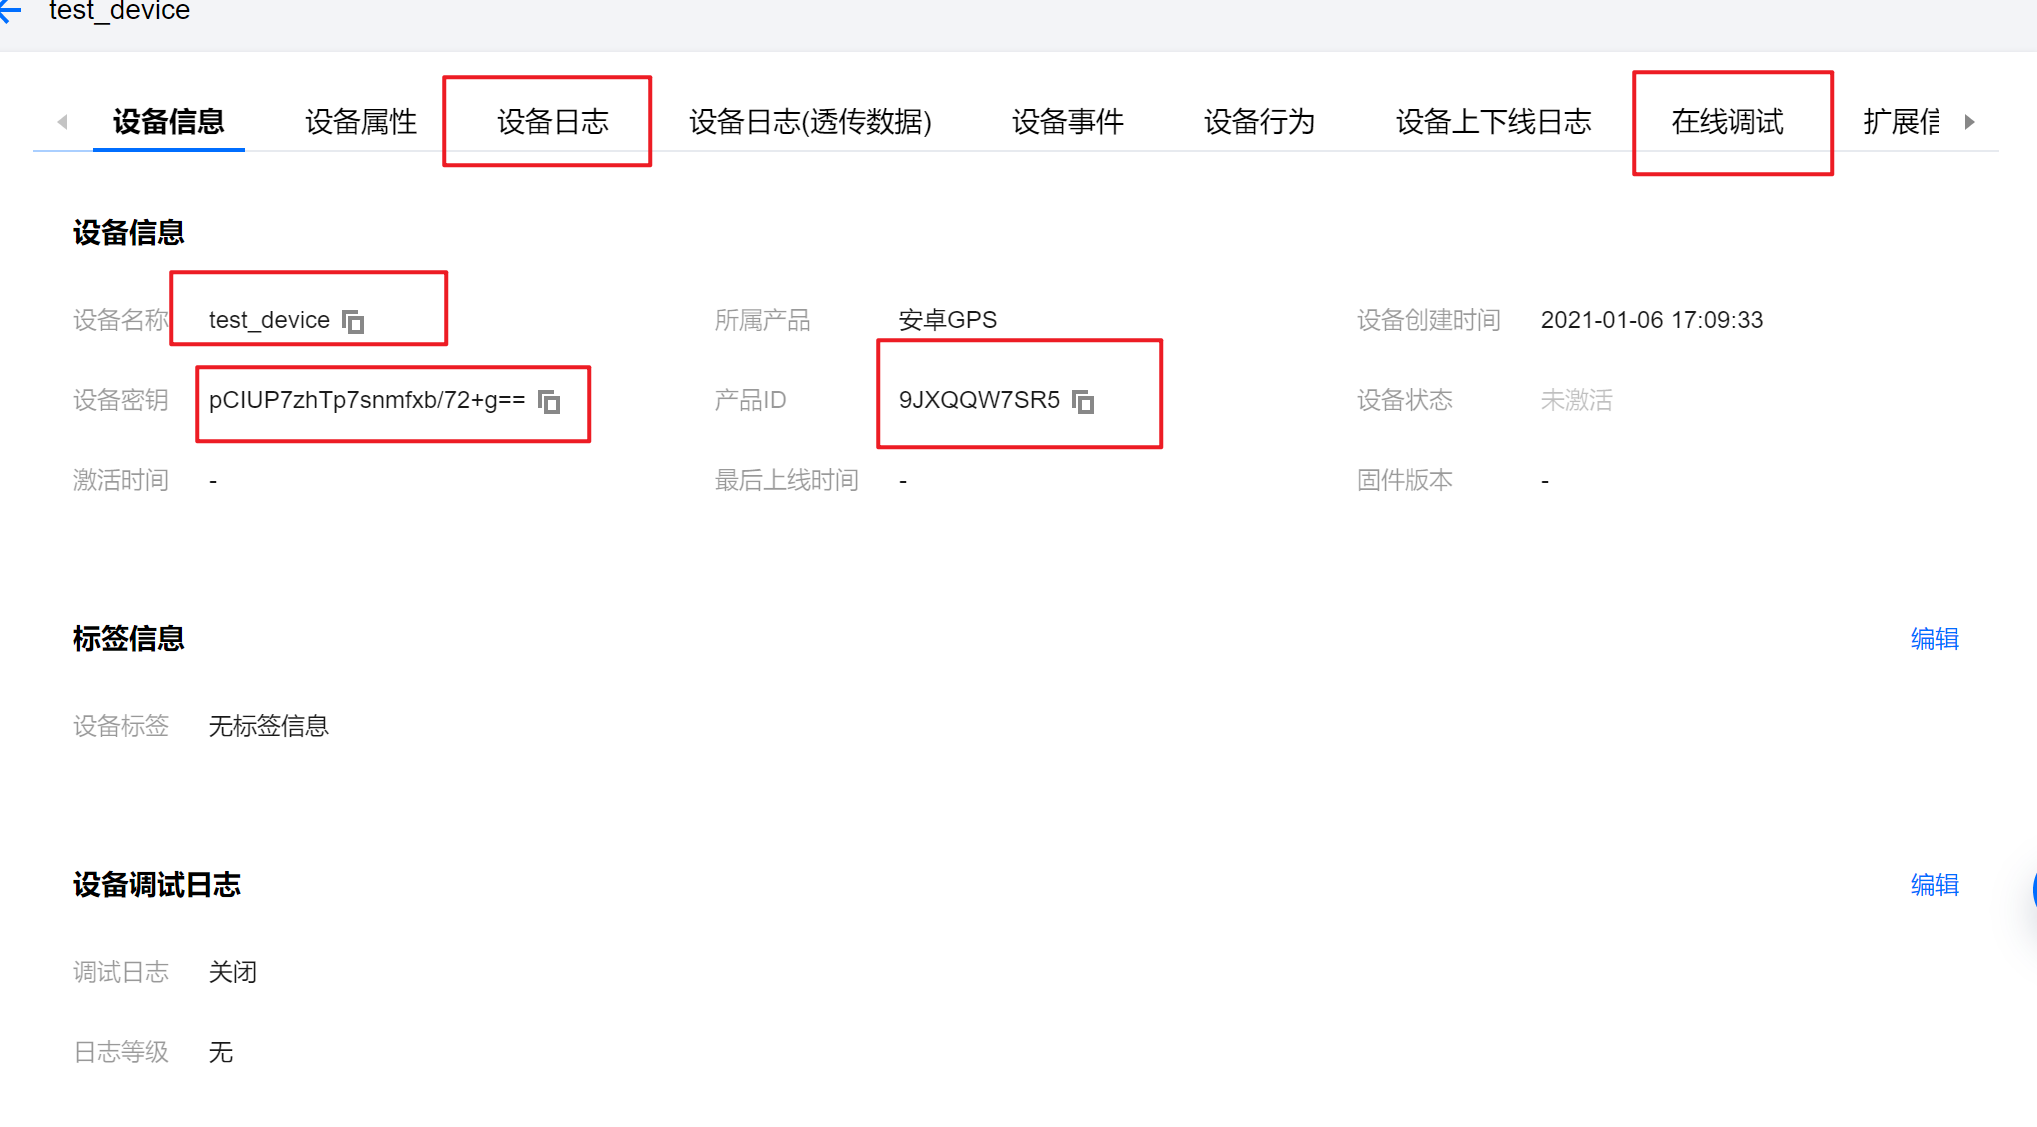 test_device
设备信息 设备属性 设备日志 设备日志(透传数据) 设备事件 设备行为 设备上下线日志 在线调试 扩展信
设备信息
设备名称 test_device 所属产品 安卓GPS 设备创建时间 2021-01-06 17:09:33
设备密钥 pCIUP7zhTp7snmfxb/72+g== 产品ID 9JXQQW7SR5 设备状态 未激活
激活时间 - 最后上线时间 - 固件版本 -
标签信息 编辑
设备标签 无标签信息
设备调试日志 编辑
调试日志 关闭
日志等级 无